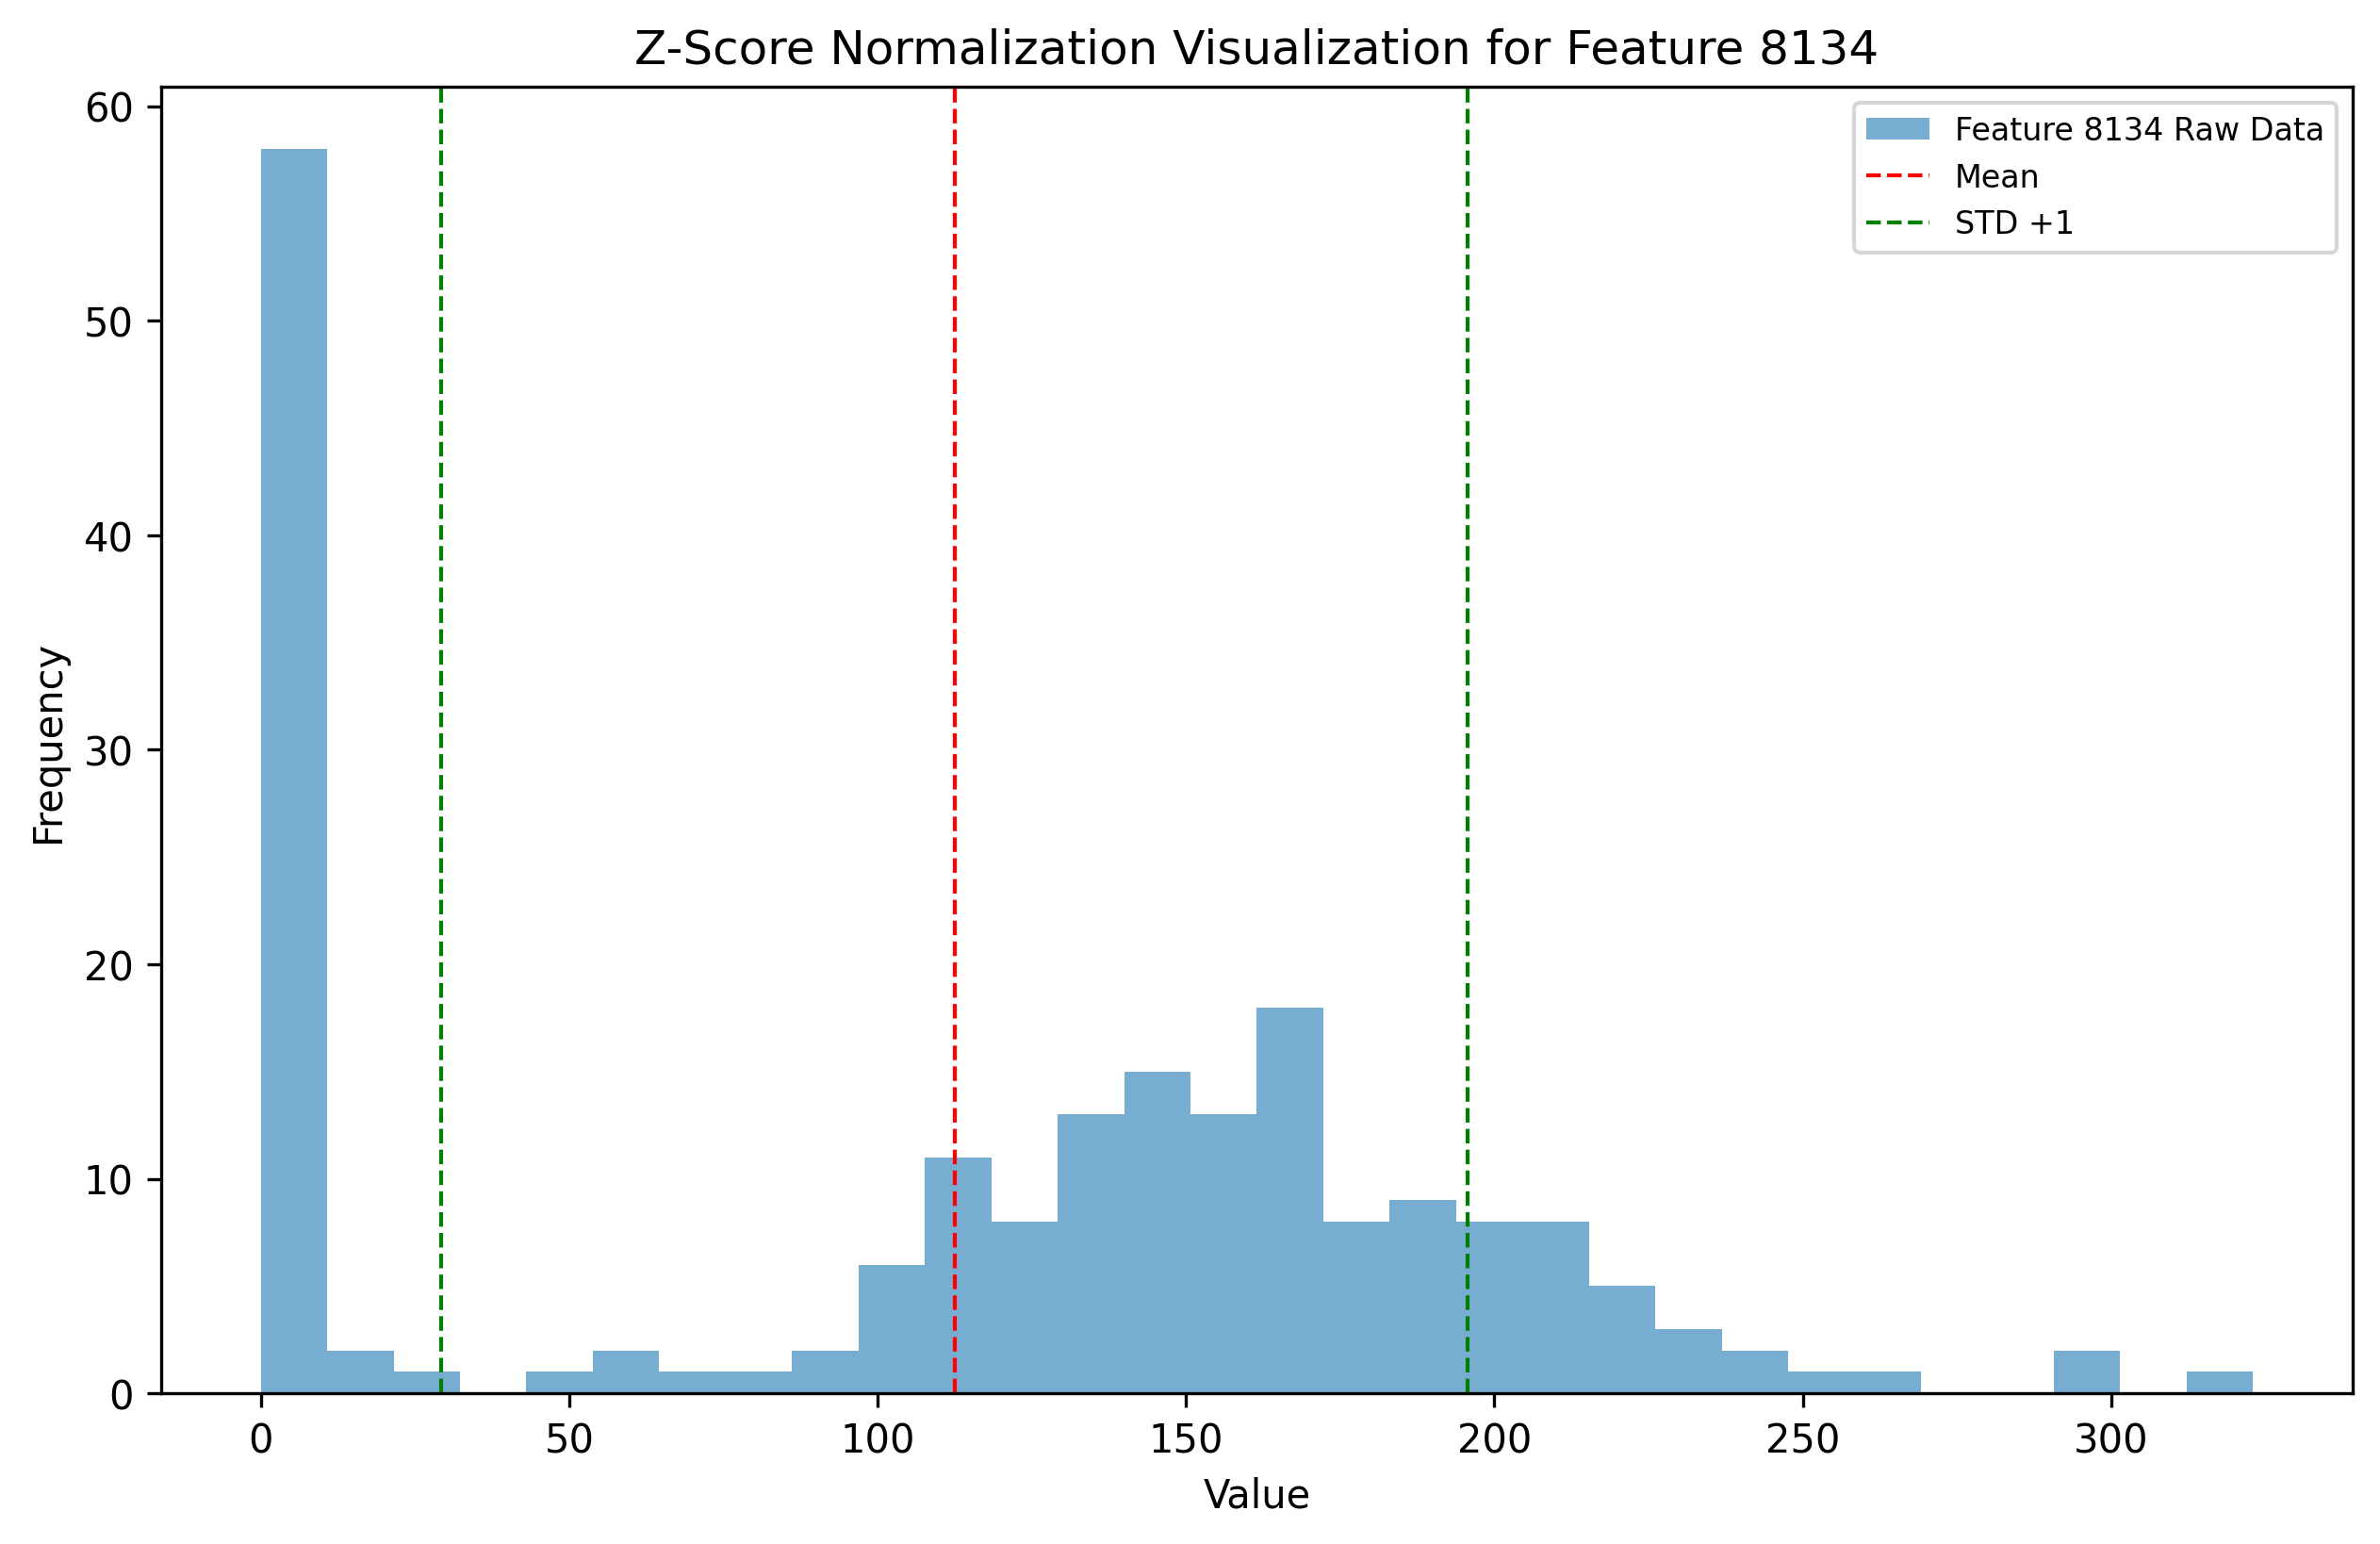 Z-Score Normalization Visualization for Feature 8134
Feature 8134 Raw Data
Mean
STD +1
Frequency
60
50
40
30
20
10
0
0 50 100 150 200 250 300
Value